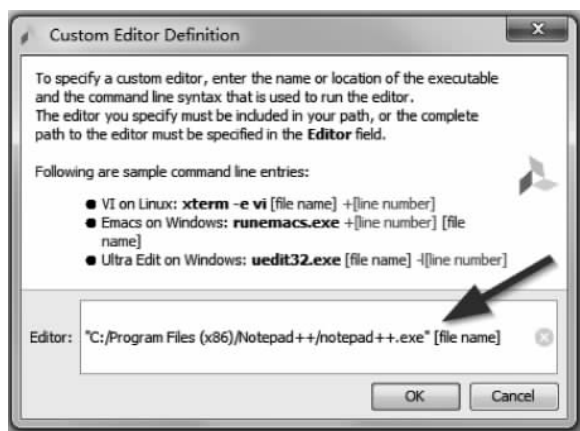 Custom Editor Definition
To specify a custom editor, enter the name or location of the executable
and the command line syntax that is used to run the editor.
The editor you specify must be included in your path, or the complete
path to the editor must be specified in the Editor field.
Following are sample command line entries:
● VI on Linux: xterm -e vi [file name] +[line number]
● Emacs on Windows: runemacs.exe +[line number] [file
name]
● Ultra Edit on Windows: uedit32.exe [file name] -l[line number]
Editor: "C:/Program Files (x86)/Notepad++/notepad++.exe" [file name]
OK Cancel